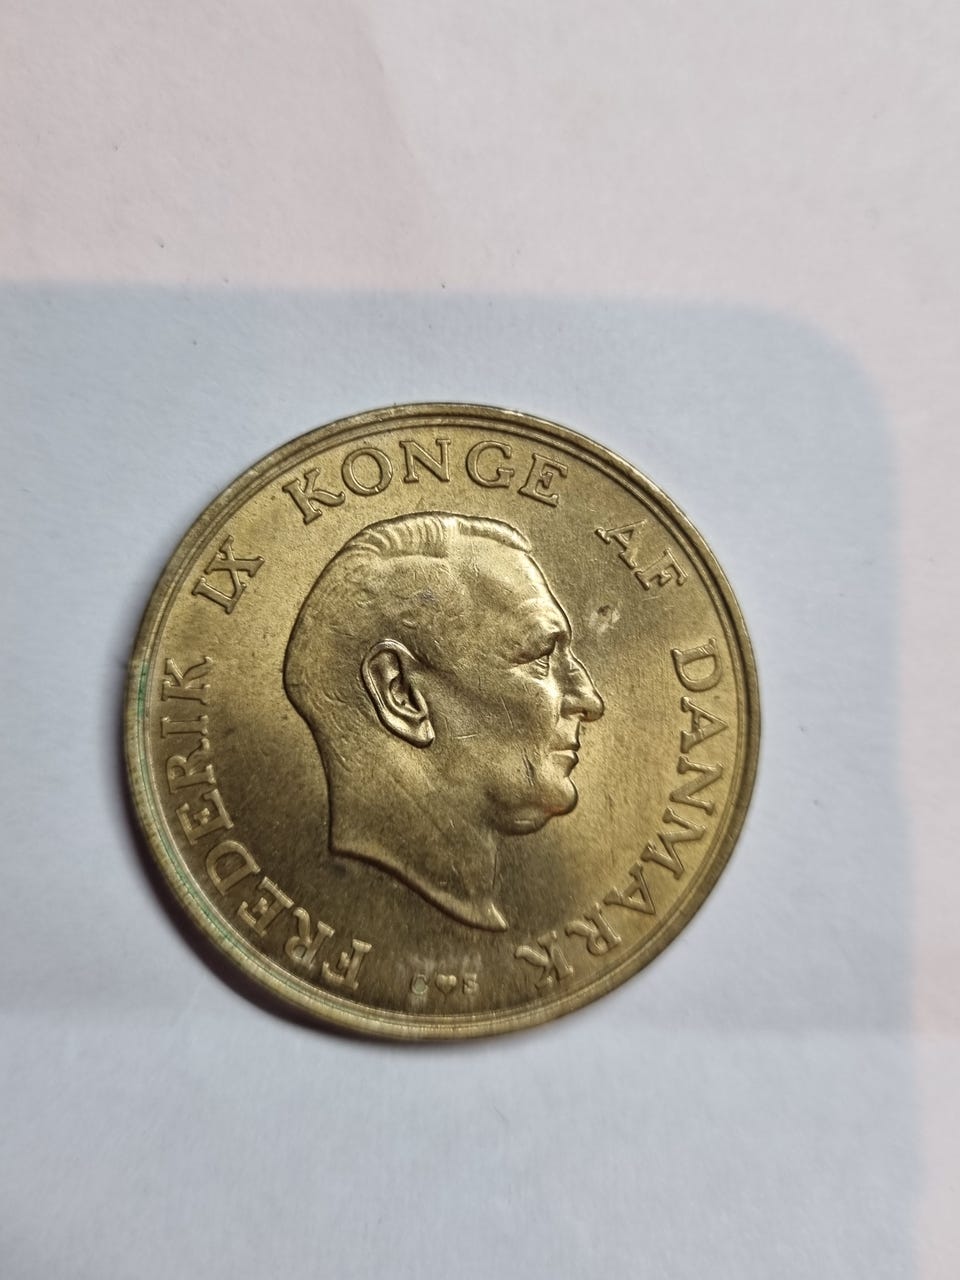 FREDERIK IX KONGE AF DANMARK
C♥S